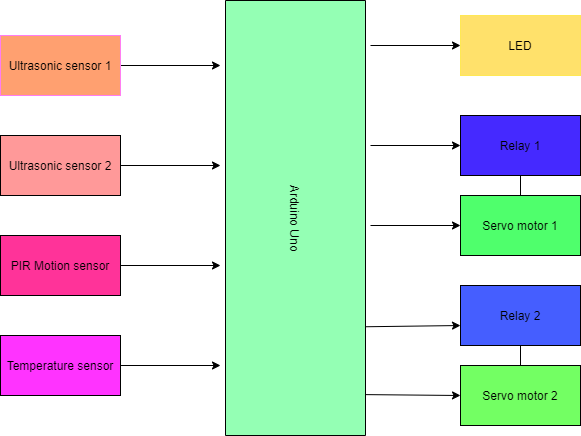 Ultrasonic sensor 1
Ultrasonic sensor 2
PIR Motion sensor
Temperature sensor
Arduino Uno
LED
Relay 1
Servo motor 1
Relay 2
Servo motor 2